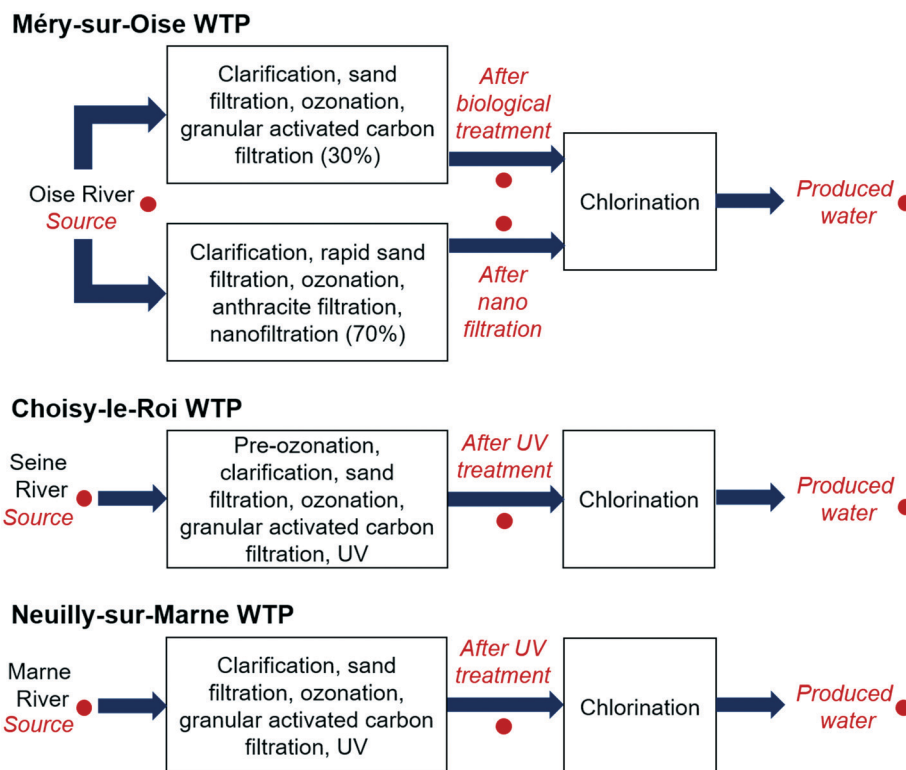 Méry-sur-Oise WTP
Clarification, sand
filtration, ozonation,
granular activated carbon
filtration (30%)
After
biological
treatment
Oise River
Source
Chlorination
Produced
water
Clarification, rapid sand
filtration, ozonation,
anthracite filtration,
nanofiltration (70%)
After
nano
filtration
Choisy-le-Roi WTP
Seine
River
Source
Pre-ozonation,
clarification, sand
filtration, ozonation,
granular activated carbon
filtration, UV
After UV
treatment
Chlorination
Produced
water
Neuilly-sur-Marne WTP
Marne
River
Source
Clarification, sand
filtration, ozonation,
granular activated carbon
filtration, UV
After UV
treatment
Chlorination
Produced
water